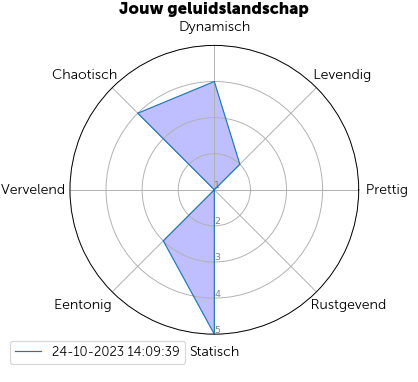 Jouw geluidslandschap
Dynamisch
Chaotisch
Levendig
Vervelend
1
Prettig
2
3
4
Eentonig
Rustgevend
5
24-10-2023 14:09:39
Statisch